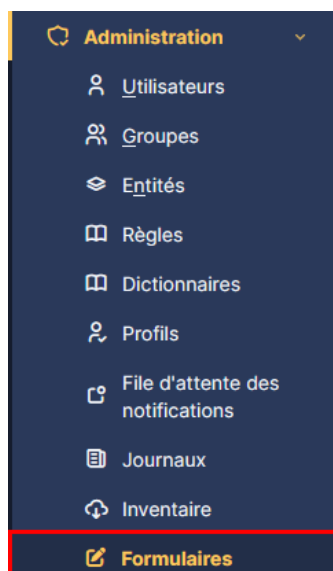 Administration
Utilisateurs
Groupes
Entités
Règles
Dictionnaires
Profils
File d'attente des
notifications
Journaux
Inventaire
Formulaires